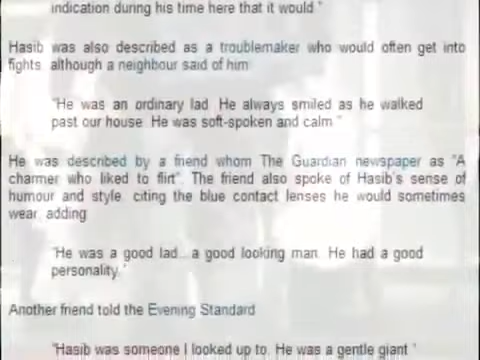 indication during his time here that it would."
Hasib was also described as a troublemaker who would often get into
fights, although a neighbour said of him:
"He was an ordinary lad. He always smiled as he walked
past our house. He was soft-spoken and calm."
He was described by a friend whom The Guardian newspaper as "A
charmer who liked to flirt". The friend also spoke of Hasib's sense of
humour and style, citing the blue contact lenses he would sometimes
wear, adding:
"He was a good lad... a good looking man. He had a good
personality."
Another friend told the Evening Standard:
"Hasib was someone I looked up to. He was a gentle giant."